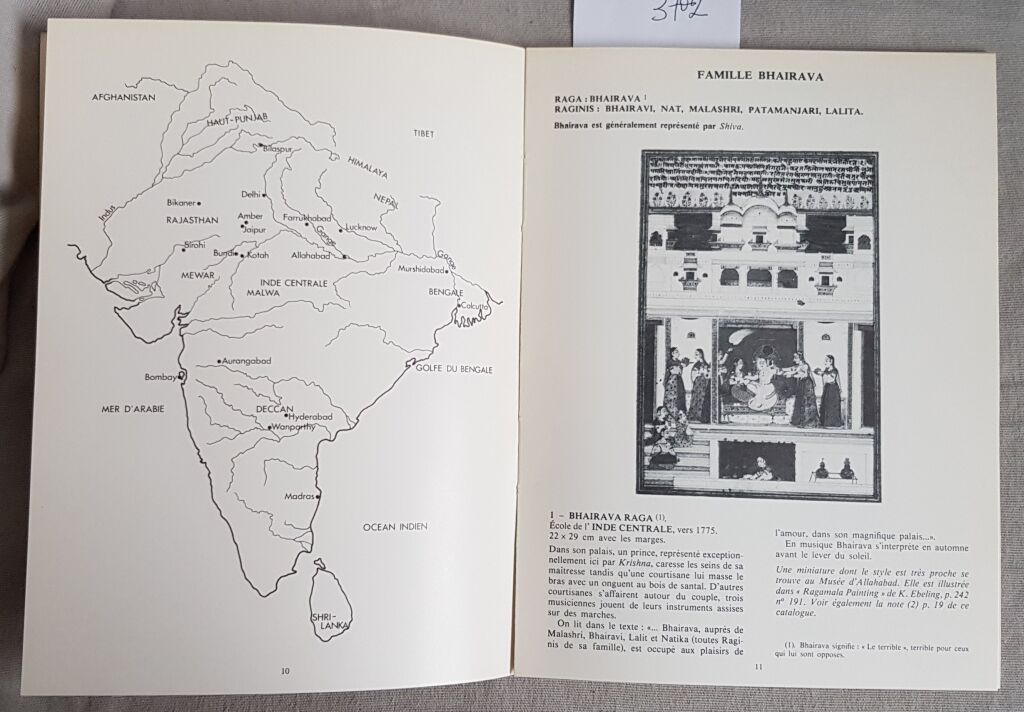 3702
AFGHANISTAN
HAUT-PUNJAB
TIBET
Bilaspur
HIMALAYA
Indus
Bikaner
Delhi
NEPAL
RAJASTHAN
Amber
Jaipur
Farrukhabad
Gange
Lucknow
Sirohi
Bundi
Kotah
Allahabad
Gange
Murshidabad
MEWAR
INDE CENTRALE
MALWA
BENGALE
Calcutta
Aurangabad
GOLFE DU BENGALE
Bombay
MER D'ARABIE
DECCAN
Hyderabad
Wanparthy
Madras
OCEAN INDIEN
SHRI-
LANKA
10
FAMILLE BHAIRAVA
RAGA : BHAIRAVA 1
RAGINIS : BHAIRAVI, NAT, MALASHRI, PATAMANJARI, LALITA.
Bhairava est généralement représenté par Shiva.
1 – BHAIRAVA RAGA (1).
École de l' INDE CENTRALE, vers 1775.
22 × 29 cm avec les marges.
Dans son palais, un prince, représenté exception-
nellement ici par Krishna, caresse les seins de sa
maîtresse tandis qu'une courtisane lui masse le
bras avec un onguent au bois de santal. D'autres
courtisanes s'affairent autour du couple, trois
musiciennes jouent de leurs instruments assises
sur des marches.
On lit dans le texte : «... Bhairava, auprès de
Malashri, Bhairavi, Lalit et Natika (toutes Ragi-
nis de sa famille), est occupé aux plaisirs de
l'amour, dans son magnifique palais...».
En musique Bhairava s'interprète en automne
avant le lever du soleil.
Une miniature dont le style est très proche se
trouve au Musée d'Allahabad. Elle est illustrée
dans « Ragamala Painting » de K. Ebeling, p. 242
n° 191. Voir également la note (2) p. 19 de ce
catalogue.
(1). Bhairava signifie : « Le terrible », terrible pour ceux
qui lui sont opposés.
11